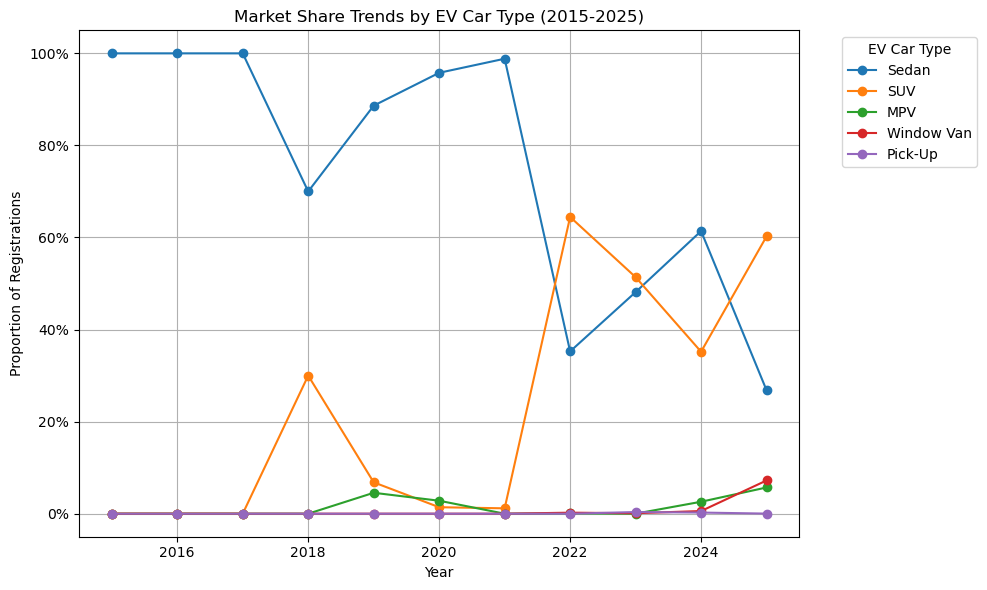 Market Share Trends by EV Car Type (2015-2025)
EV Car Type
Sedan
SUV
MPV
Window Van
Pick-Up
Proportion of Registrations
100%
80%
60%
40%
20%
0%
2016 2018 2020 2022 2024
Year